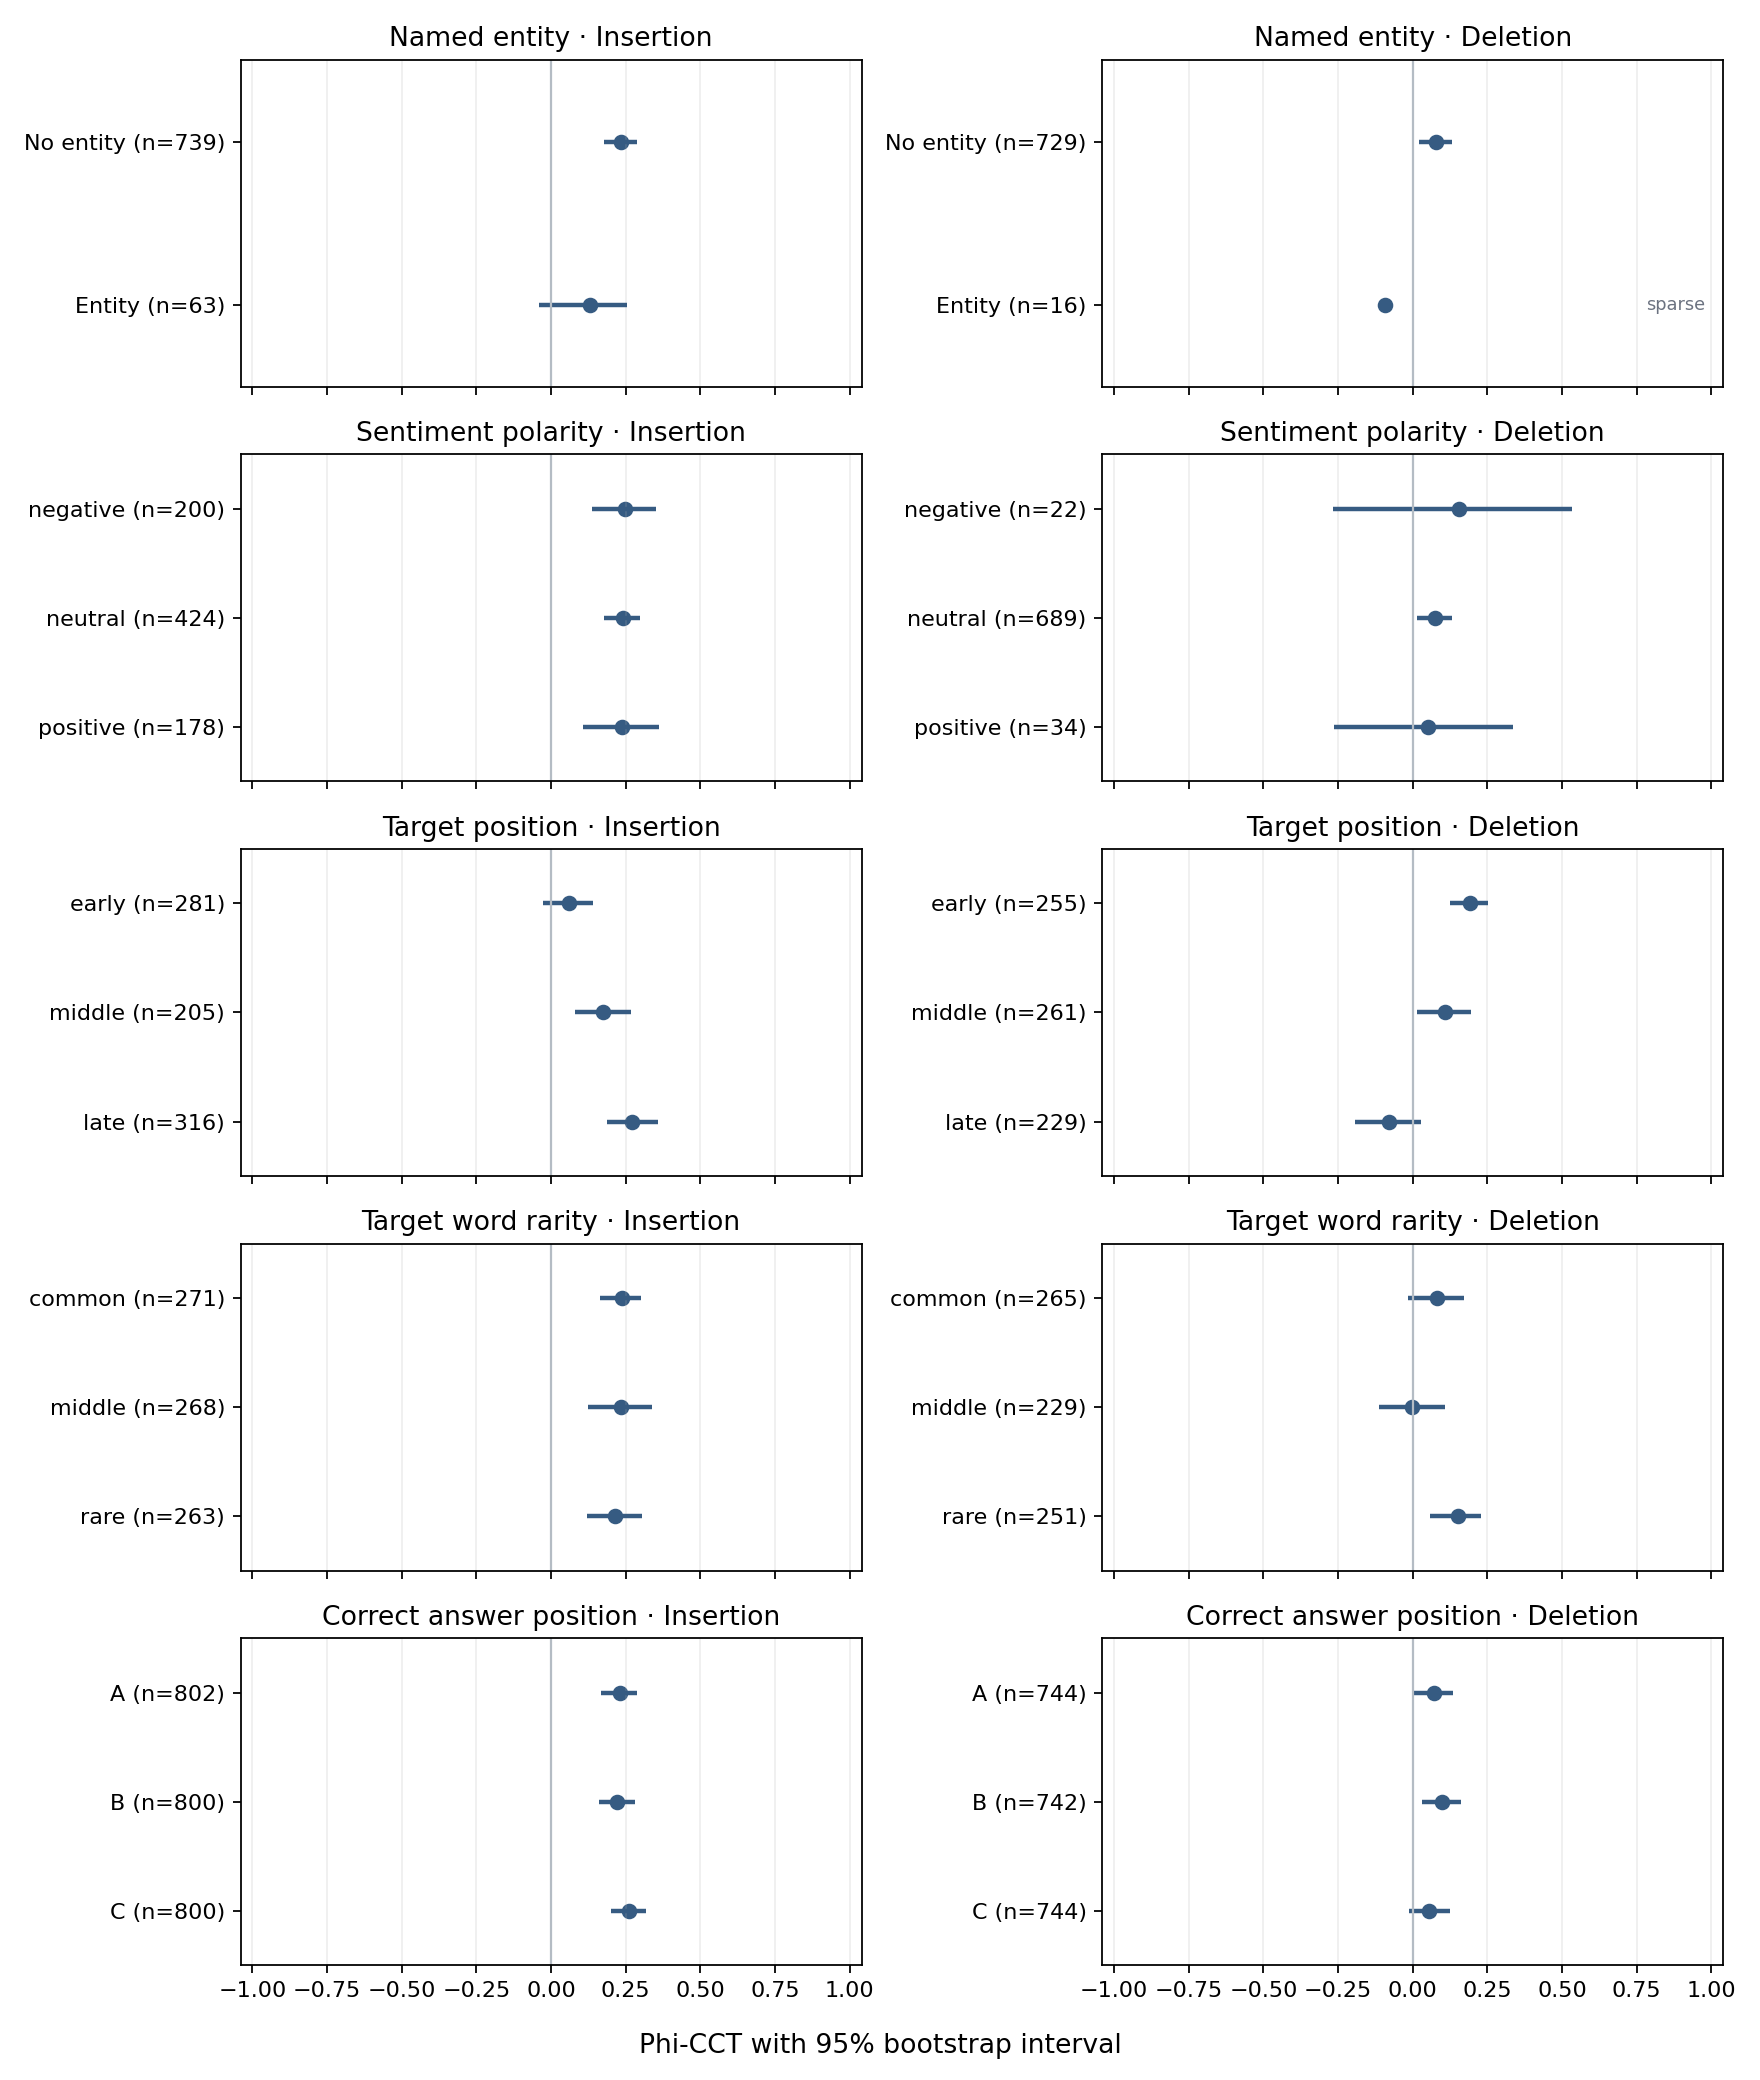 Named entity · Insertion
No entity (n=739)
Entity (n=63)
Named entity · Deletion
No entity (n=729)
Entity (n=16)
sparse
Sentiment polarity · Insertion
negative (n=200)
neutral (n=424)
positive (n=178)
Sentiment polarity · Deletion
negative (n=22)
neutral (n=689)
positive (n=34)
Target position · Insertion
early (n=281)
middle (n=205)
late (n=316)
Target position · Deletion
early (n=255)
middle (n=261)
late (n=229)
Target word rarity · Insertion
common (n=271)
middle (n=268)
rare (n=263)
Target word rarity · Deletion
common (n=265)
middle (n=229)
rare (n=251)
Correct answer position · Insertion
A (n=802)
B (n=800)
C (n=800)
−1.00 −0.75 −0.50 −0.25 0.00 0.25 0.50 0.75 1.00
Correct answer position · Deletion
A (n=744)
B (n=742)
C (n=744)
−1.00 −0.75 −0.50 −0.25 0.00 0.25 0.50 0.75 1.00
Phi-CCT with 95% bootstrap interval